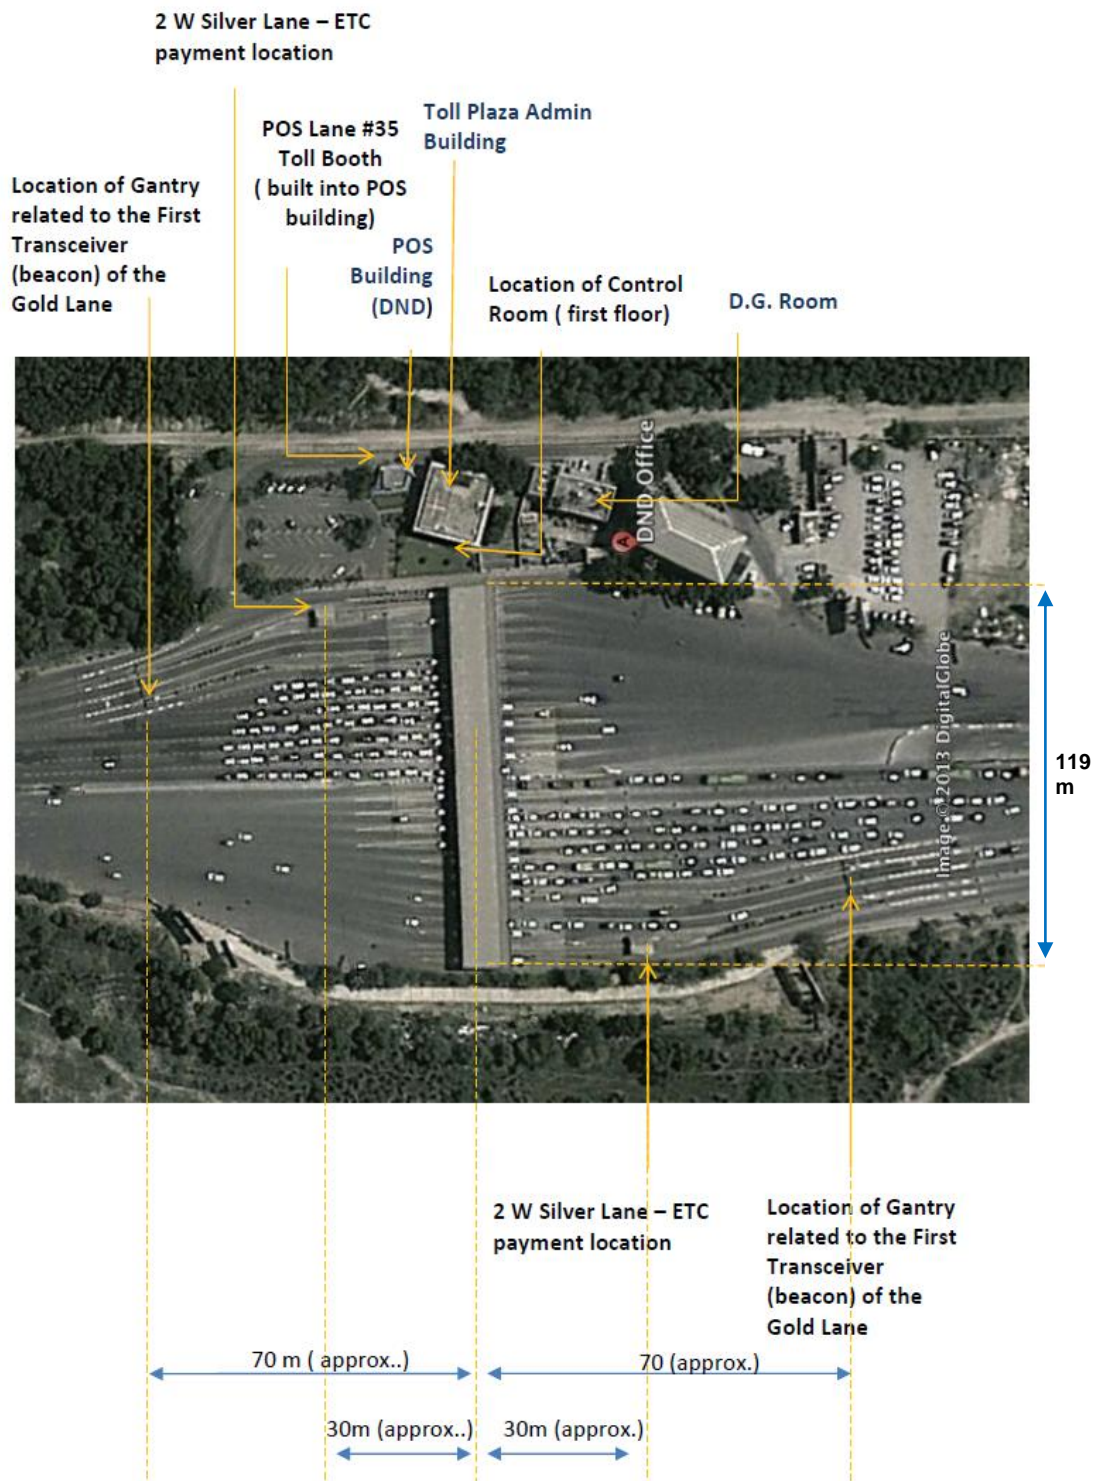 2 W Silver Lane – ETC
payment location
Toll Plaza Admin
Building
POS Lane #35
Toll Booth
( built into POS
building)
Location of Gantry
related to the First
Transceiver
(beacon) of the
Gold Lane
POS
Building
(DND)
Location of Control
Room ( first floor)
D.G. Room
DND Office
A
Image © 2013 DigitalGlobe
119
m
2 W Silver Lane – ETC
payment location
Location of Gantry
related to the First
Transceiver
(beacon) of the
Gold Lane
70 m ( approx..)
70 (approx.)
30m (approx..)
30m (approx.)